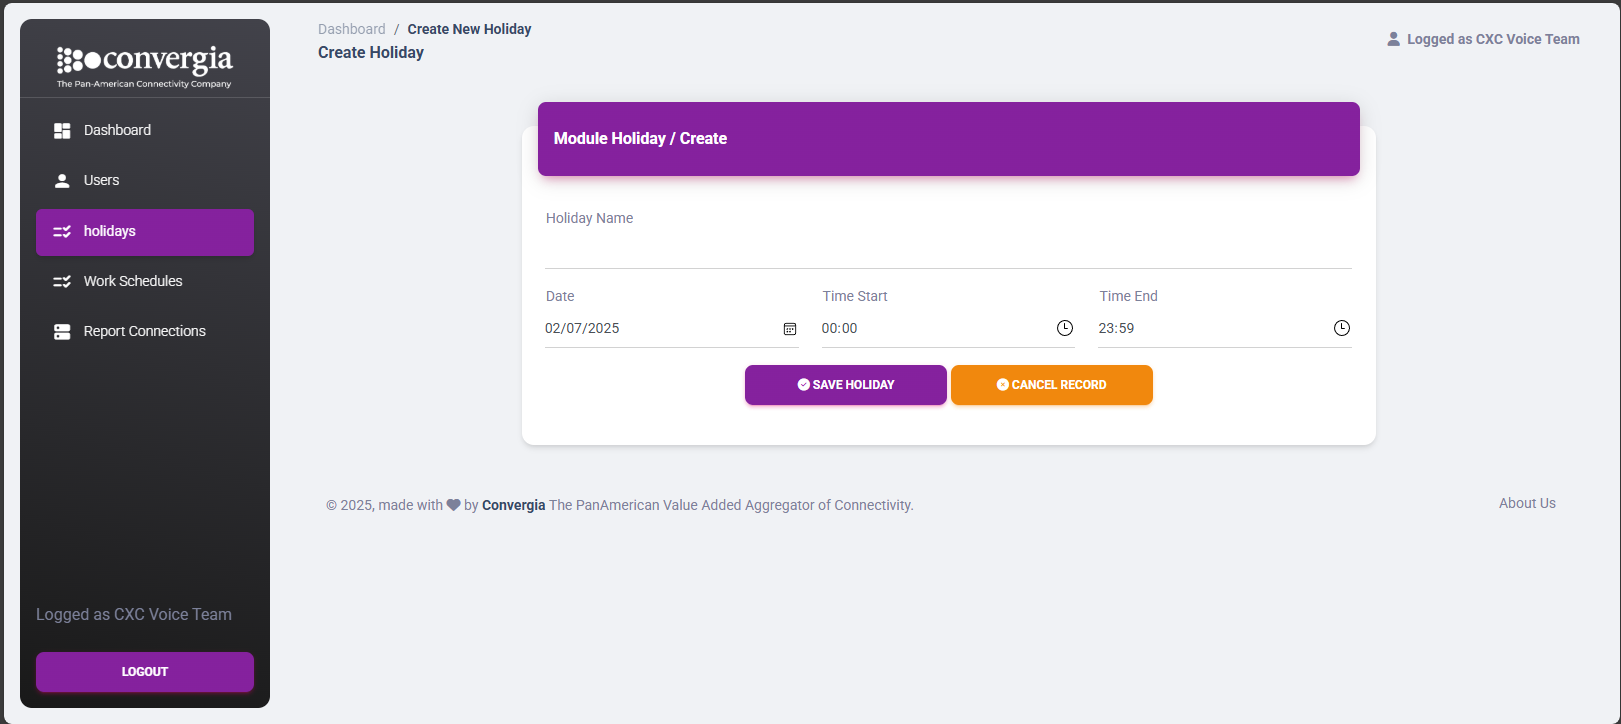 convergia
The Pan-American Connectivity Company
Dashboard
Users
holidays
Work Schedules
Report Connections
Logged as CXC Voice Team
LOGOUT
Dashboard / Create New Holiday
Create Holiday
Logged as CXC Voice Team
Module Holiday / Create
Holiday Name
Date Time Start Time End
02/07/2025 00:00 23:59
SAVE HOLIDAY CANCEL RECORD
© 2025, made with by Convergia The PanAmerican Value Added Aggregator of Connectivity.
About Us